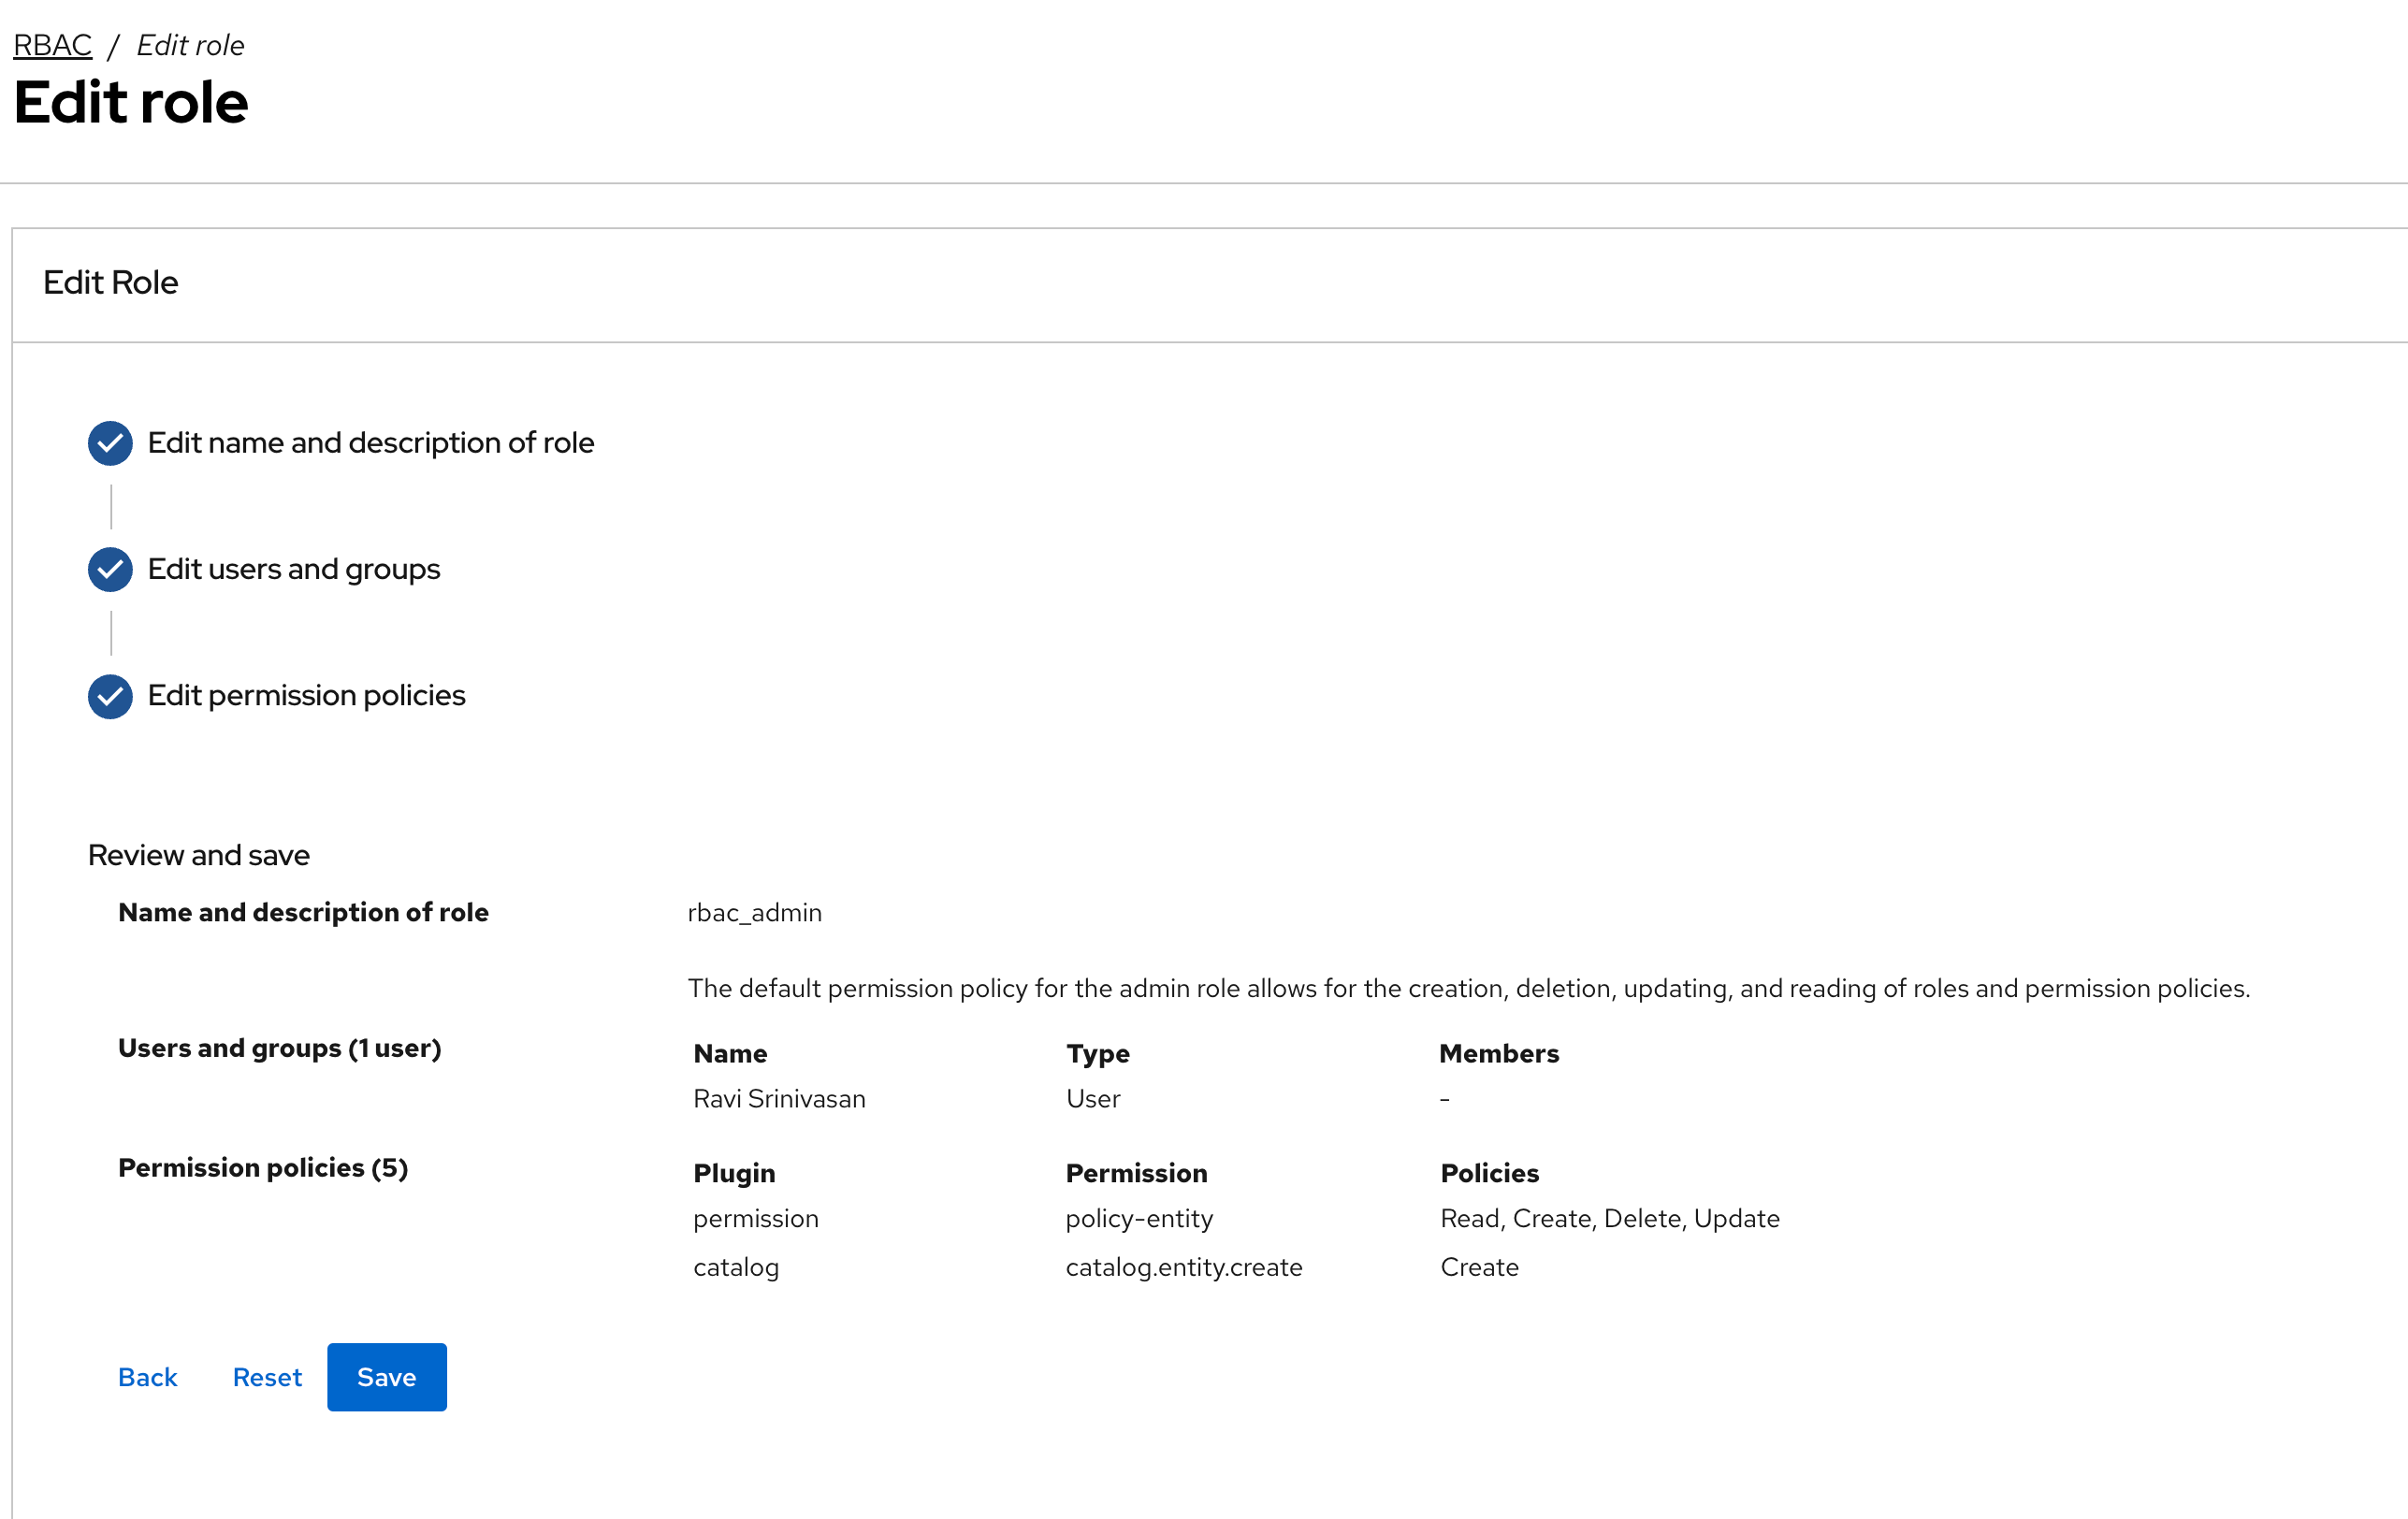 RBAC / Edit role
Edit role
Edit Role
Edit name and description of role
Edit users and groups
Edit permission policies
Review and save
Name and description of role rbac_admin
The default permission policy for the admin role allows for the creation, deletion, updating, and reading of roles and permission policies.
Users and groups (1 user) Name Type Members
Ravi Srinivasan User -
Permission policies (5) Plugin Permission Policies
permission policy-entity Read, Create, Delete, Update
catalog catalog.entity.create Create
Back Reset Save